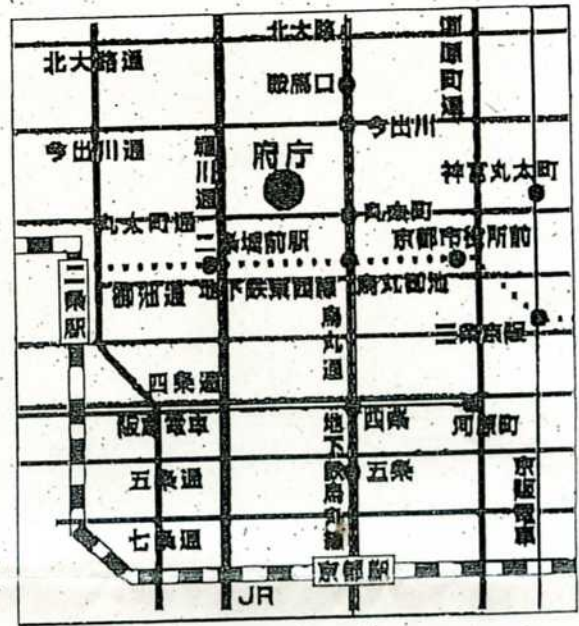 北大路
北大路通
河原町通
鞍馬口
今出川
今出川通
堀川通
府庁
神宮丸太町
丸太町
丸太町通
二条城前駅
京都市役所前
二条駅
御池通
地下鉄東西線
烏丸御池
三条京阪
烏丸通
四条通
阪急電車
四条
河原町
地下鉄烏丸線
五条通
五条
京阪電車
七条通
京都駅
JR